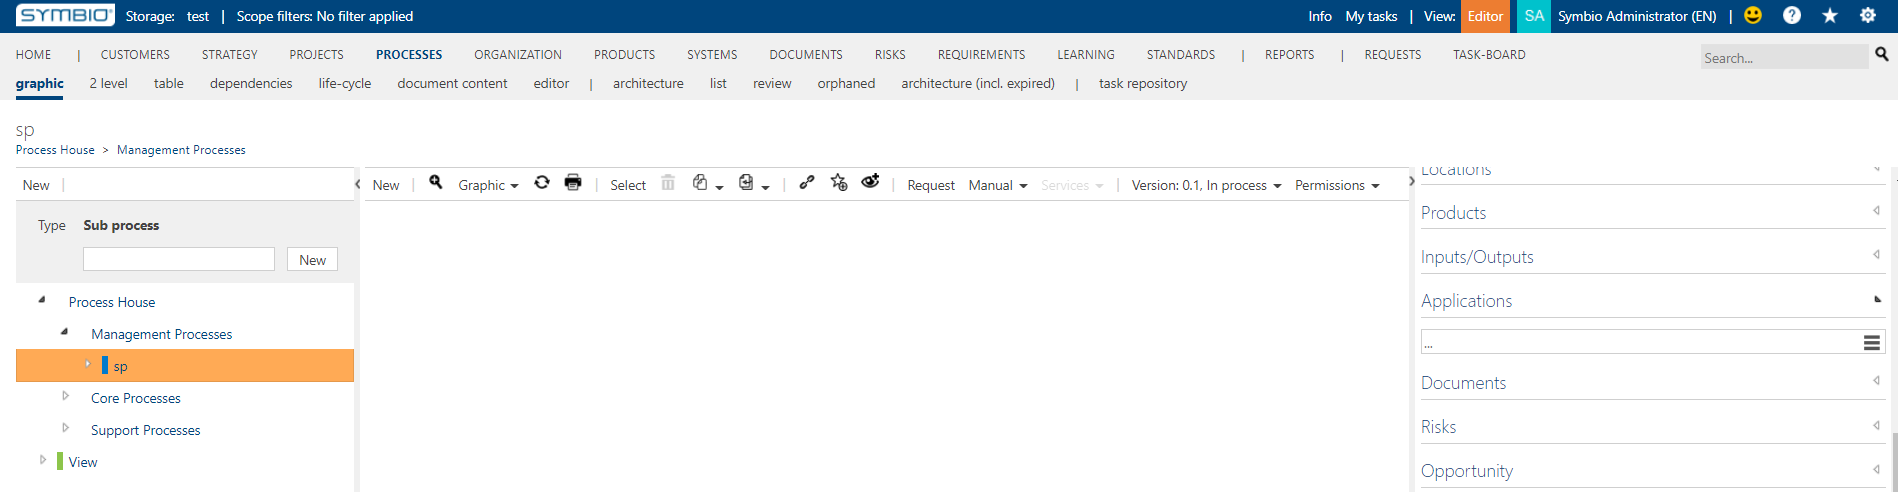 SYMBIO Storage: test | Scope filters: No filter applied Info My tasks | View: Editor SA Symbio Administrator (EN) |
HOME | CUSTOMERS STRATEGY PROJECTS PROCESSES ORGANIZATION PRODUCTS SYSTEMS DOCUMENTS RISKS REQUIREMENTS LEARNING STANDARDS | REPORTS | REQUESTS TASK-BOARD Search...
graphic 2 level table dependencies life-cycle document content editor | architecture list review orphaned architecture (incl. expired) | task repository
sp
Process House > Management Processes
New |
Type Sub process
New
Process House
Management Processes
sp
Core Processes
Support Processes
View
New | Graphic | Select | Request Manual Services | Version: 0.1, In process Permissions
Locations
Products
Inputs/Outputs
Applications
...
Documents
Risks
Opportunity